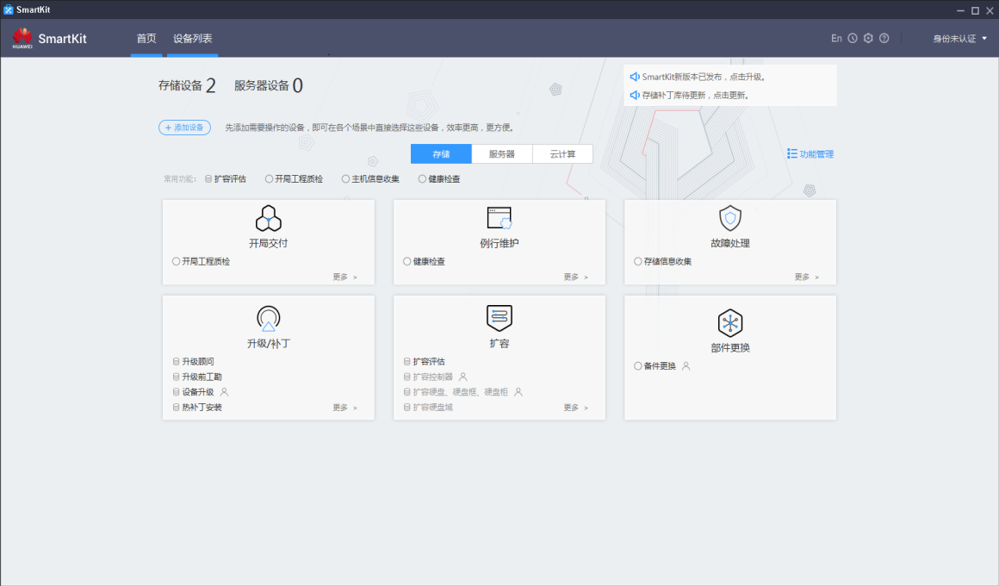 SmartKit
HUAWEI SmartKit 首页 设备列表 En 身份未认证
存储设备 2 服务器设备 0
SmartKit新版本已发布，点击升级。
存储补丁库待更新，点击更新。
+ 添加设备 先添加需要操作的设备，即可在各个场景中直接选择这些设备，效率更高，更方便。
存储 服务器 云计算 功能管理
常用功能： 扩容评估 开局工程质检 主机信息收集 健康检查
开局交付
开局工程质检
更多 >
例行维护
健康检查
更多 >
故障处理
存储信息收集
更多 >
升级/补丁
升级顾问
升级前工勘
设备升级
热补丁安装
更多 >
扩容
扩容评估
扩容控制器
扩容硬盘、硬盘框、硬盘柜
扩容硬盘域
更多 >
部件更换
备件更换